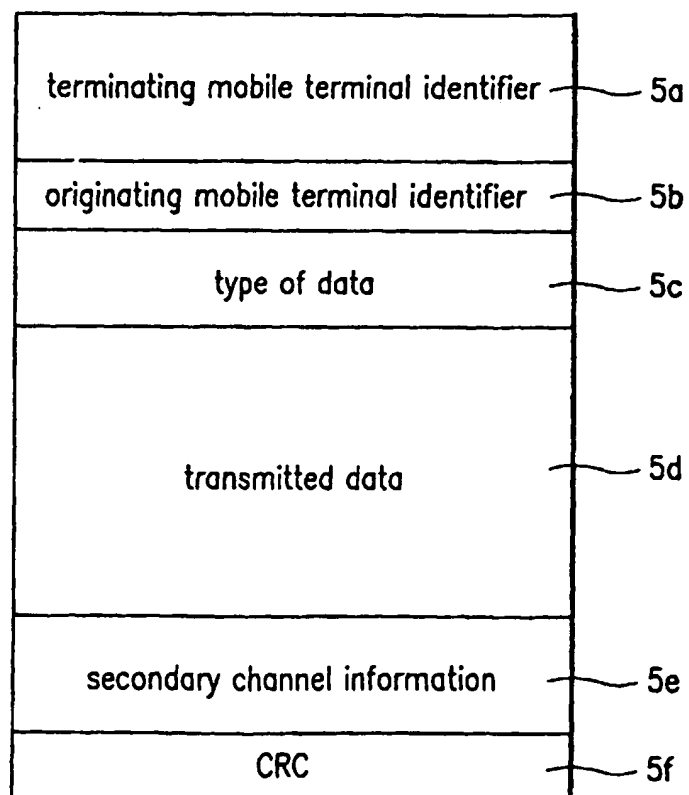 terminating mobile terminal identifier 5a
originating mobile terminal identifier 5b
type of data 5c
transmitted data 5d
secondary channel information 5e
CRC 5f